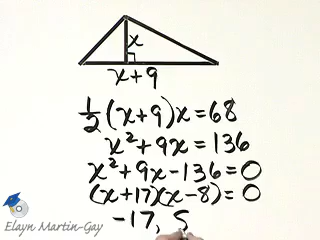 x
x+9
½(x+9)x=68
x²+9x=136
x²+9x-136=0
(x+17)(x-8)=0
-17,
Elayn Martin-Gay